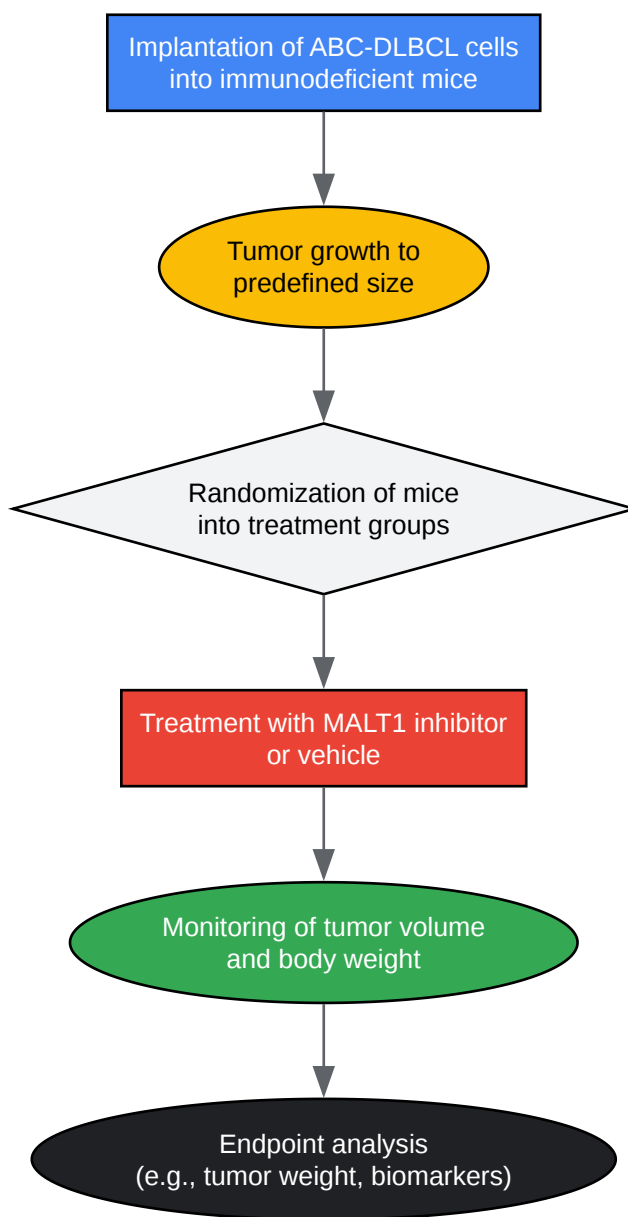 Implantation of ABC-DLBCL cells
into immunodeficient mice
Tumor growth to
predefined size
Randomization of mice
into treatment groups
Treatment with MALT1 inhibitor
or vehicle
Monitoring of tumor volume
and body weight
Endpoint analysis
(e.g., tumor weight, biomarkers)